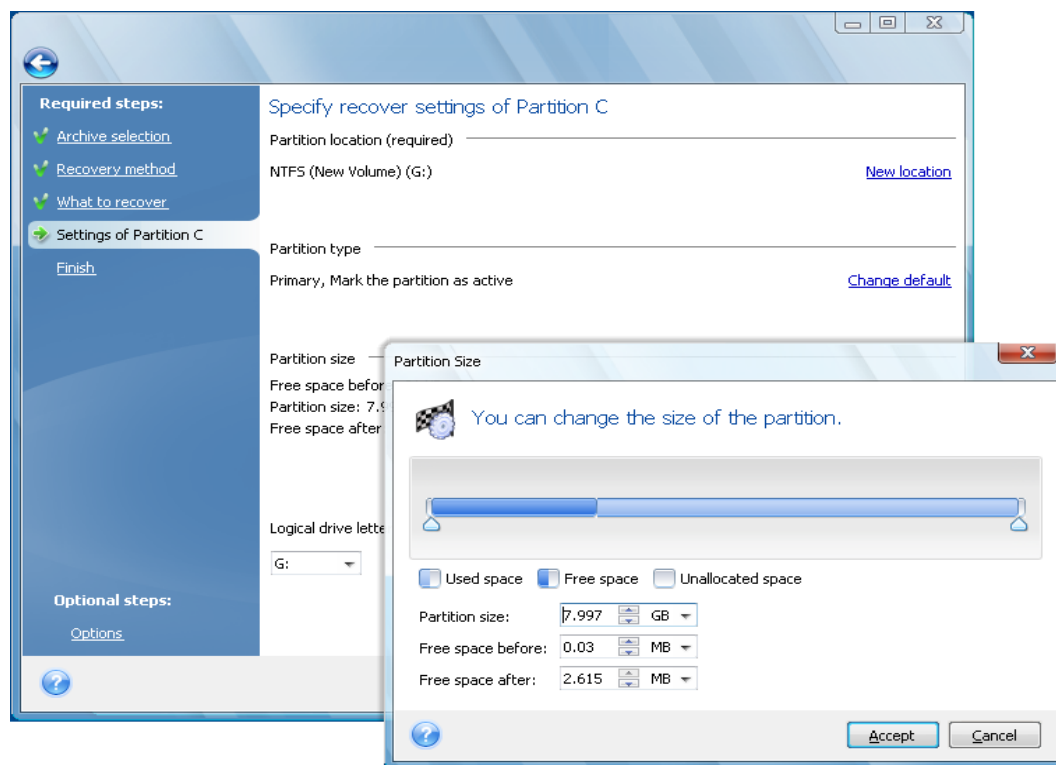 Required steps:
Archive selection
Recovery method
What to recover
Settings of Partition C
Finish
Optional steps:
Options
Specify recover settings of Partition C
Partition location (required)
NTFS (New Volume) (G:) New location
Partition type
Primary, Mark the partition as active Change default
Partition size
Free space befor
Partition size: 7.9
Free space after
Logical drive lette
G:
Partition Size
You can change the size of the partition.
Used space Free space Unallocated space
Partition size: 7.997 GB
Free space before: 0.03 MB
Free space after: 2.615 MB
Accept Cancel